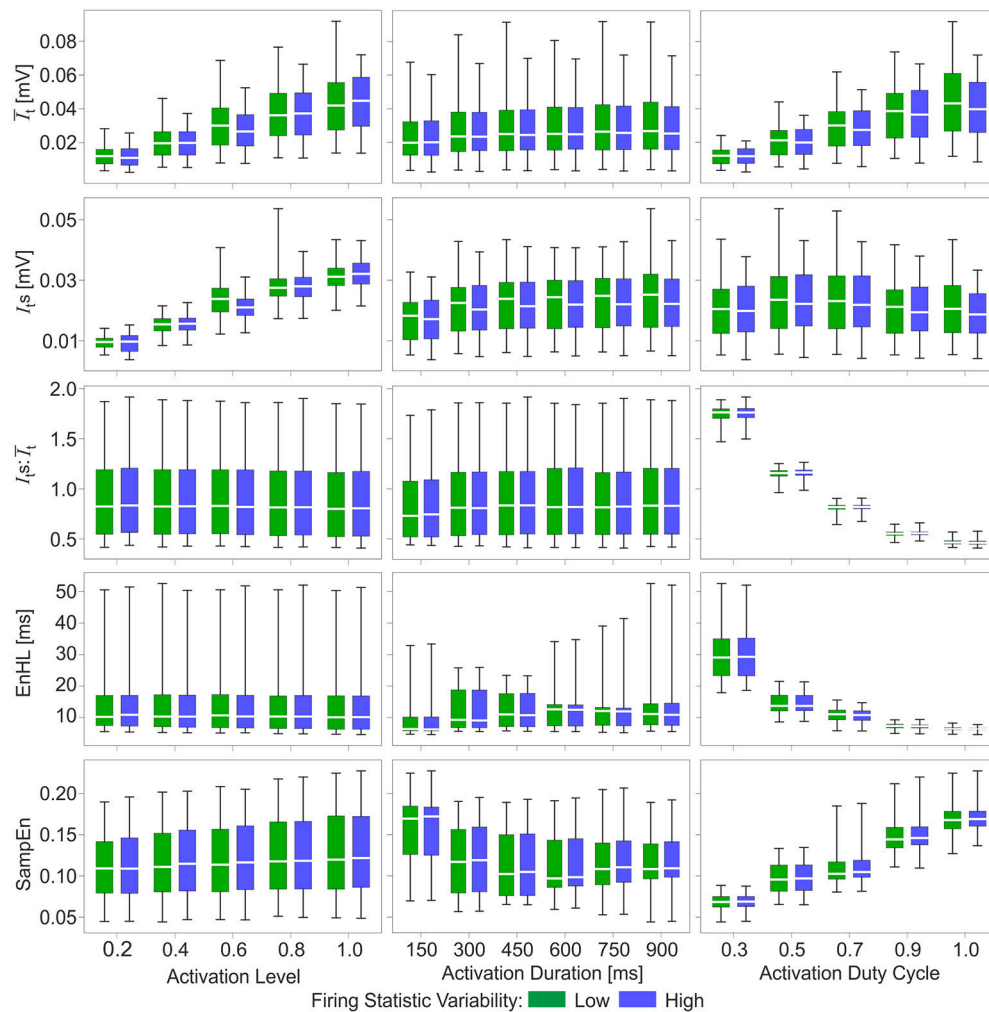 I̅t [mV]
0.08
0.06
0.04
0.02
Its [mV]
0.05
0.03
0.01
Its:I̅t
2.0
1.5
1.0
0.5
EnHL [ms]
50
40
30
20
10
SampEn
0.20
0.15
0.10
0.05
0.2 0.4 0.6 0.8 1.0
Activation Level
150 300 450 600 750 900
Activation Duration [ms]
0.3 0.5 0.7 0.9 1.0
Activation Duty Cycle
Firing Statistic Variability: Low High